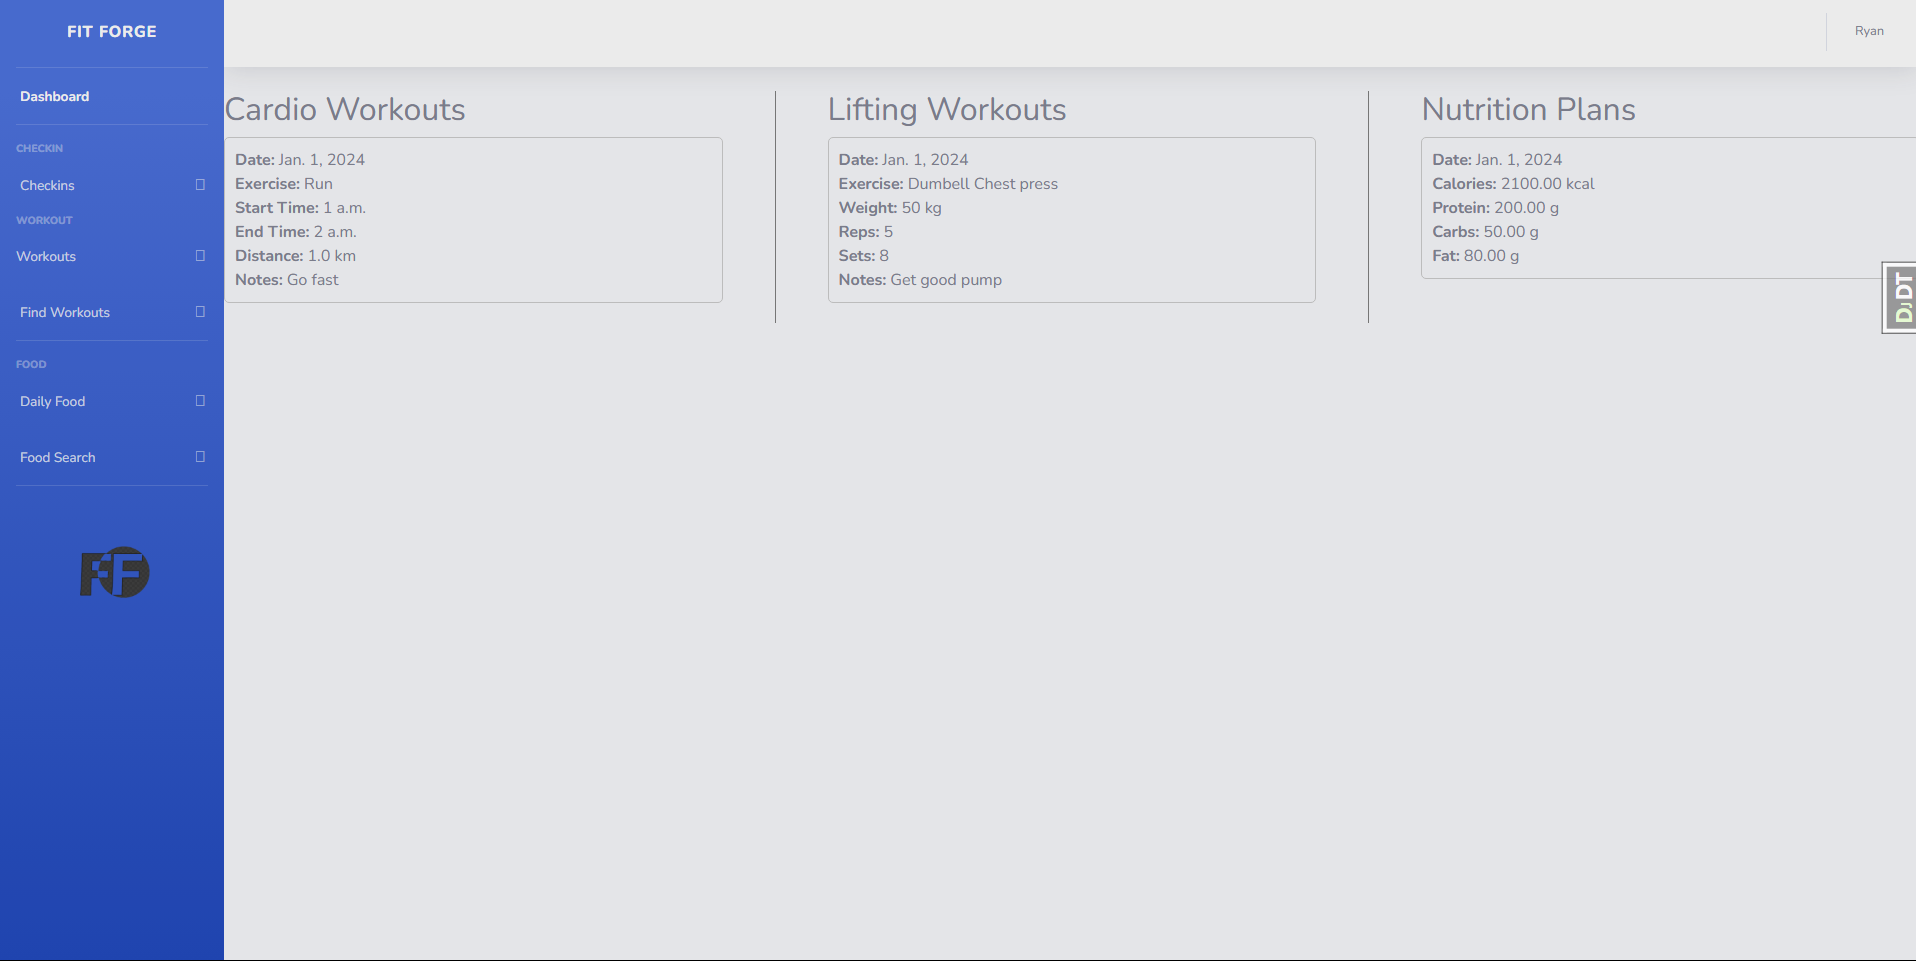 FIT FORGE
Dashboard
CHECKIN
Checkins
WORKOUT
Workouts
Find Workouts
FOOD
Daily Food
Food Search
FF
Ryan
Cardio Workouts
Date: Jan. 1, 2024
Exercise: Run
Start Time: 1 a.m.
End Time: 2 a.m.
Distance: 1.0 km
Notes: Go fast
Lifting Workouts
Date: Jan. 1, 2024
Exercise: Dumbell Chest press
Weight: 50 kg
Reps: 5
Sets: 8
Notes: Get good pump
Nutrition Plans
Date: Jan. 1, 2024
Calories: 2100.00 kcal
Protein: 200.00 g
Carbs: 50.00 g
Fat: 80.00 g
DJDT